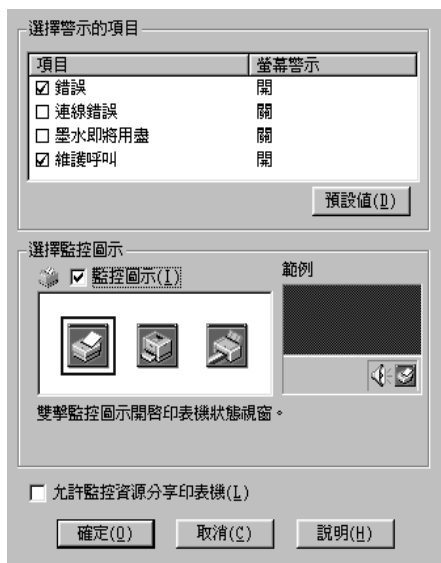 選擇警示的項目
項目 螢幕警示
錯誤 開
連線錯誤 關
墨水即將用盡 關
維護呼叫 開
預設值(D)
選擇監控圖示
監控圖示(I) 範例
雙擊監控圖示開啓印表機狀態視窗。
允許監控資源分享印表機(L)
確定(O) 取消(C) 說明(H)